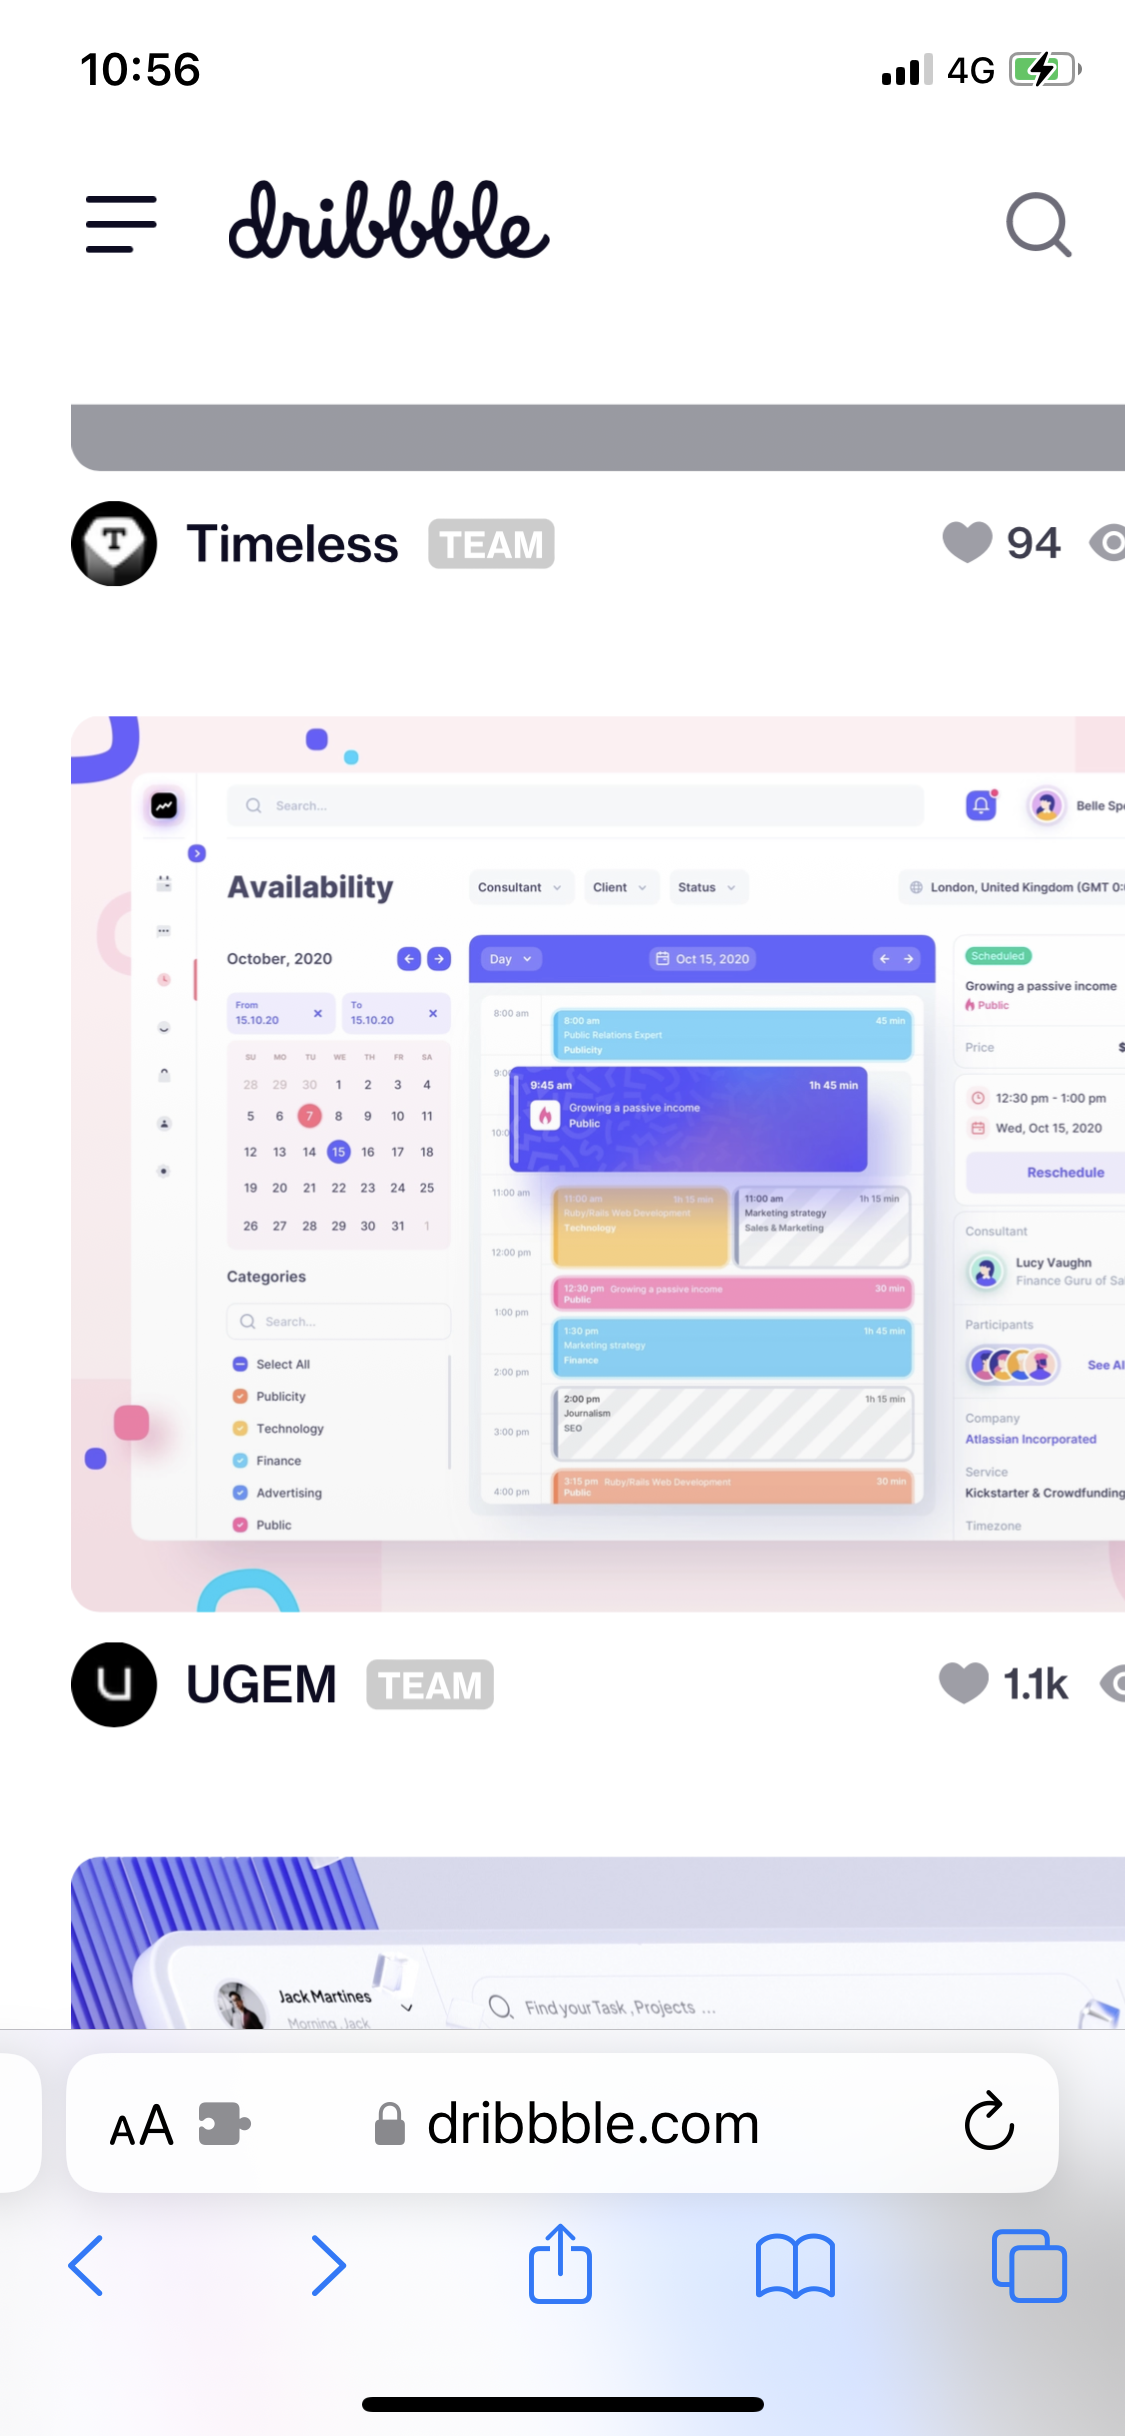 10:56
4G
dribbble
Timeless TEAM 94
Search...
Belle Spe
Availability
Consultant
Client
Status
London, United Kingdom (GMT 0:0
October, 2020
From
15.10.20
To
15.10.20
SU MO TU WE TH FR SA
28 29 30 1 2 3 4
5 6 7 8 9 10 11
12 13 14 15 16 17 18
19 20 21 22 23 24 25
26 27 28 29 30 31 1
Categories
Search...
Select All
Publicity
Technology
Finance
Advertising
Public
Day
Oct 15, 2020
8:00 am
8:00 am 45 min
Public Relations Expert
Publicity
9:00
9:45 am 1h 45 min
Growing a passive income
Public
10:0
11:00 am
11:00 am 1h 15 min
Ruby/Rails Web Development
Technology
11:00 am 1h 15 min
Marketing strategy
Sales & Marketing
12:00 pm
12:30 pm Growing a passive income 30 min
Public
1:00 pm
1:30 pm 1h 45 min
Marketing strategy
Finance
2:00 pm
2:00 pm 1h 15 min
Journalism
SEO
3:00 pm
3:15 pm Ruby/Rails Web Development 30 min
Public
4:00 pm
Scheduled
Growing a passive income
Public
Price $
12:30 pm - 1:00 pm
Wed, Oct 15, 2020
Reschedule
Consultant
Lucy Vaughn
Finance Guru of Sa
Participants
See Al
Company
Atlassian Incorporated
Service
Kickstarter & Crowdfunding
Timezone
UGEM TEAM 1.1k
Jack Martines
Morning, Jack
Find your Task , Projects ...
AA dribbble.com